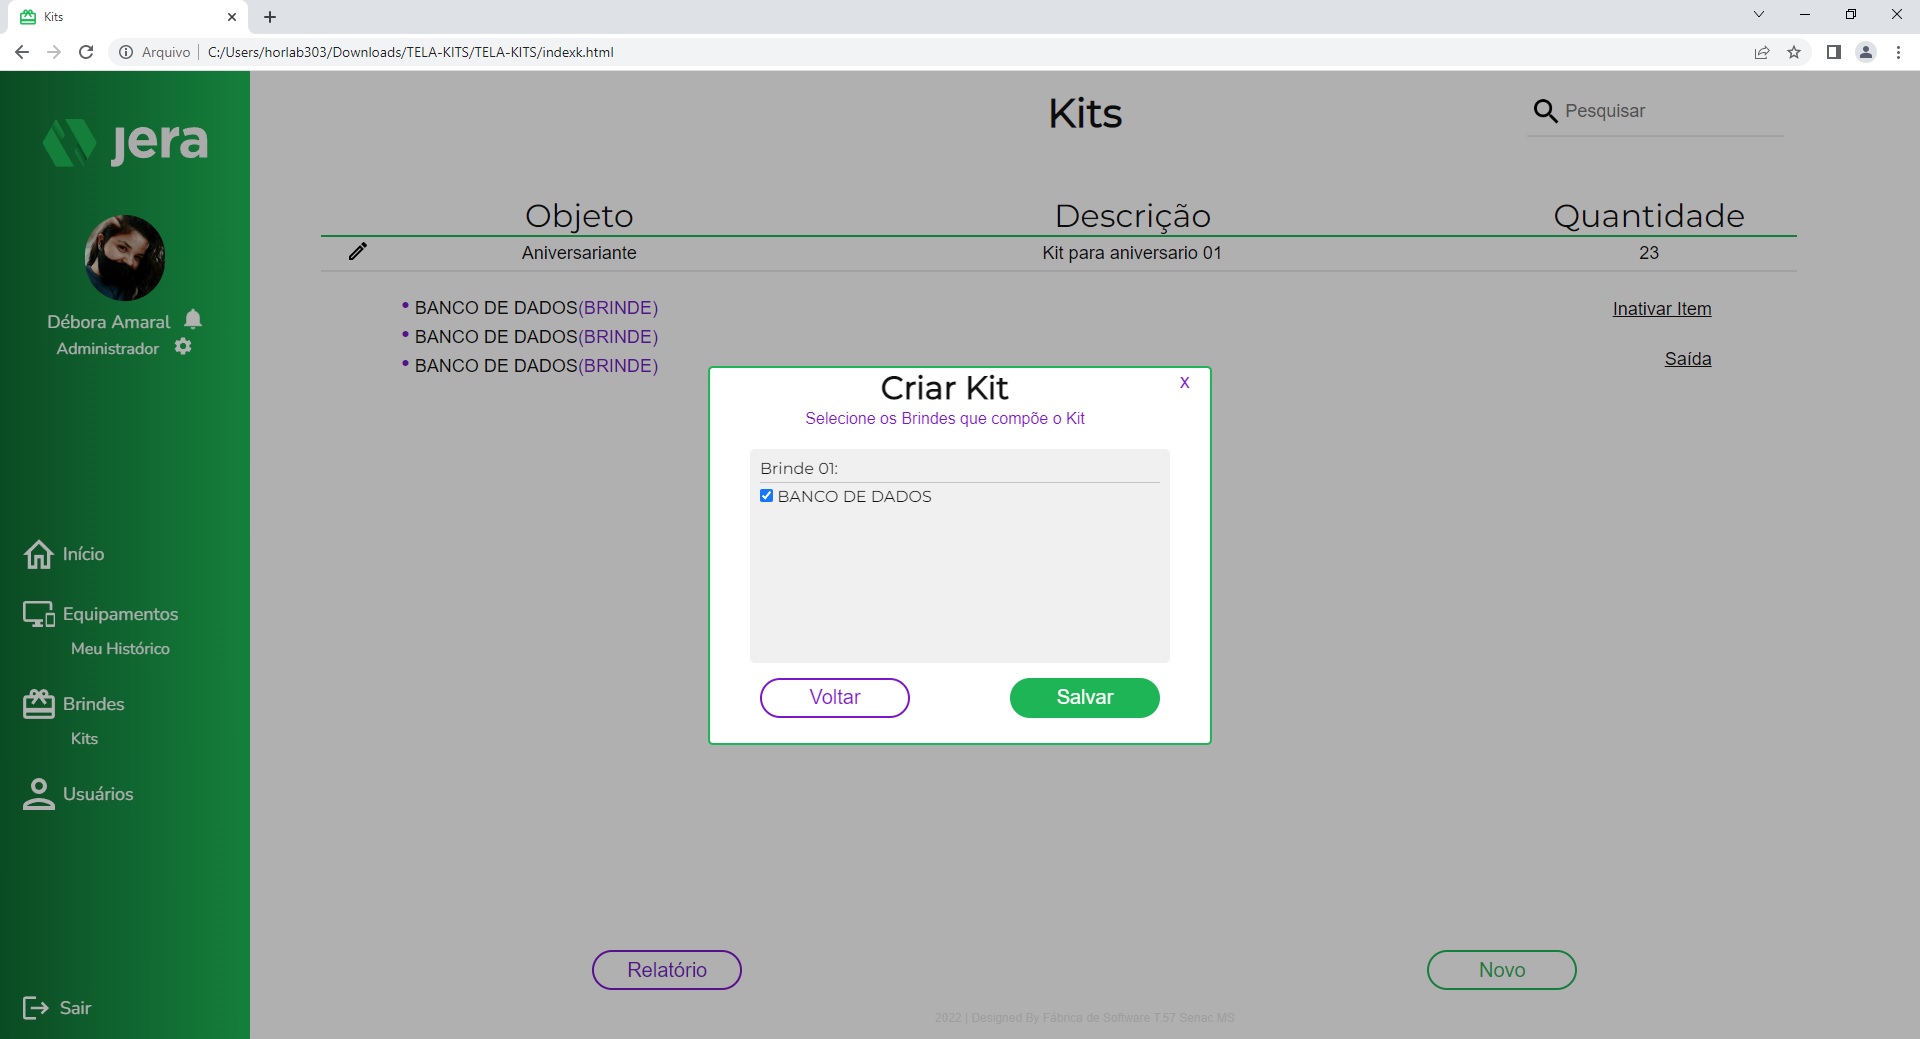 Kits
Arquivo
C:/Users/horlab303/Downloads/TELA-KITS/TELA-KITS/indexk.html
jera
Débora Amaral
Administrador
Início
Equipamentos
Meu Histórico
Brindes
Kits
Usuários
Sair
Kits
Pesquisar
Objeto Descrição Quantidade
Aniversariante Kit para aniversario 01 23
• BANCO DE DADOS(BRINDE)
• BANCO DE DADOS(BRINDE)
• BANCO DE DADOS(BRINDE)
Inativar Item
Saída
Criar Kit
X
Selecione os Brindes que compõe o Kit
Brinde 01:
BANCO DE DADOS
Voltar Salvar
Relatório Novo
2022 | Designed By Fábrica de Software T.57 Senac MS